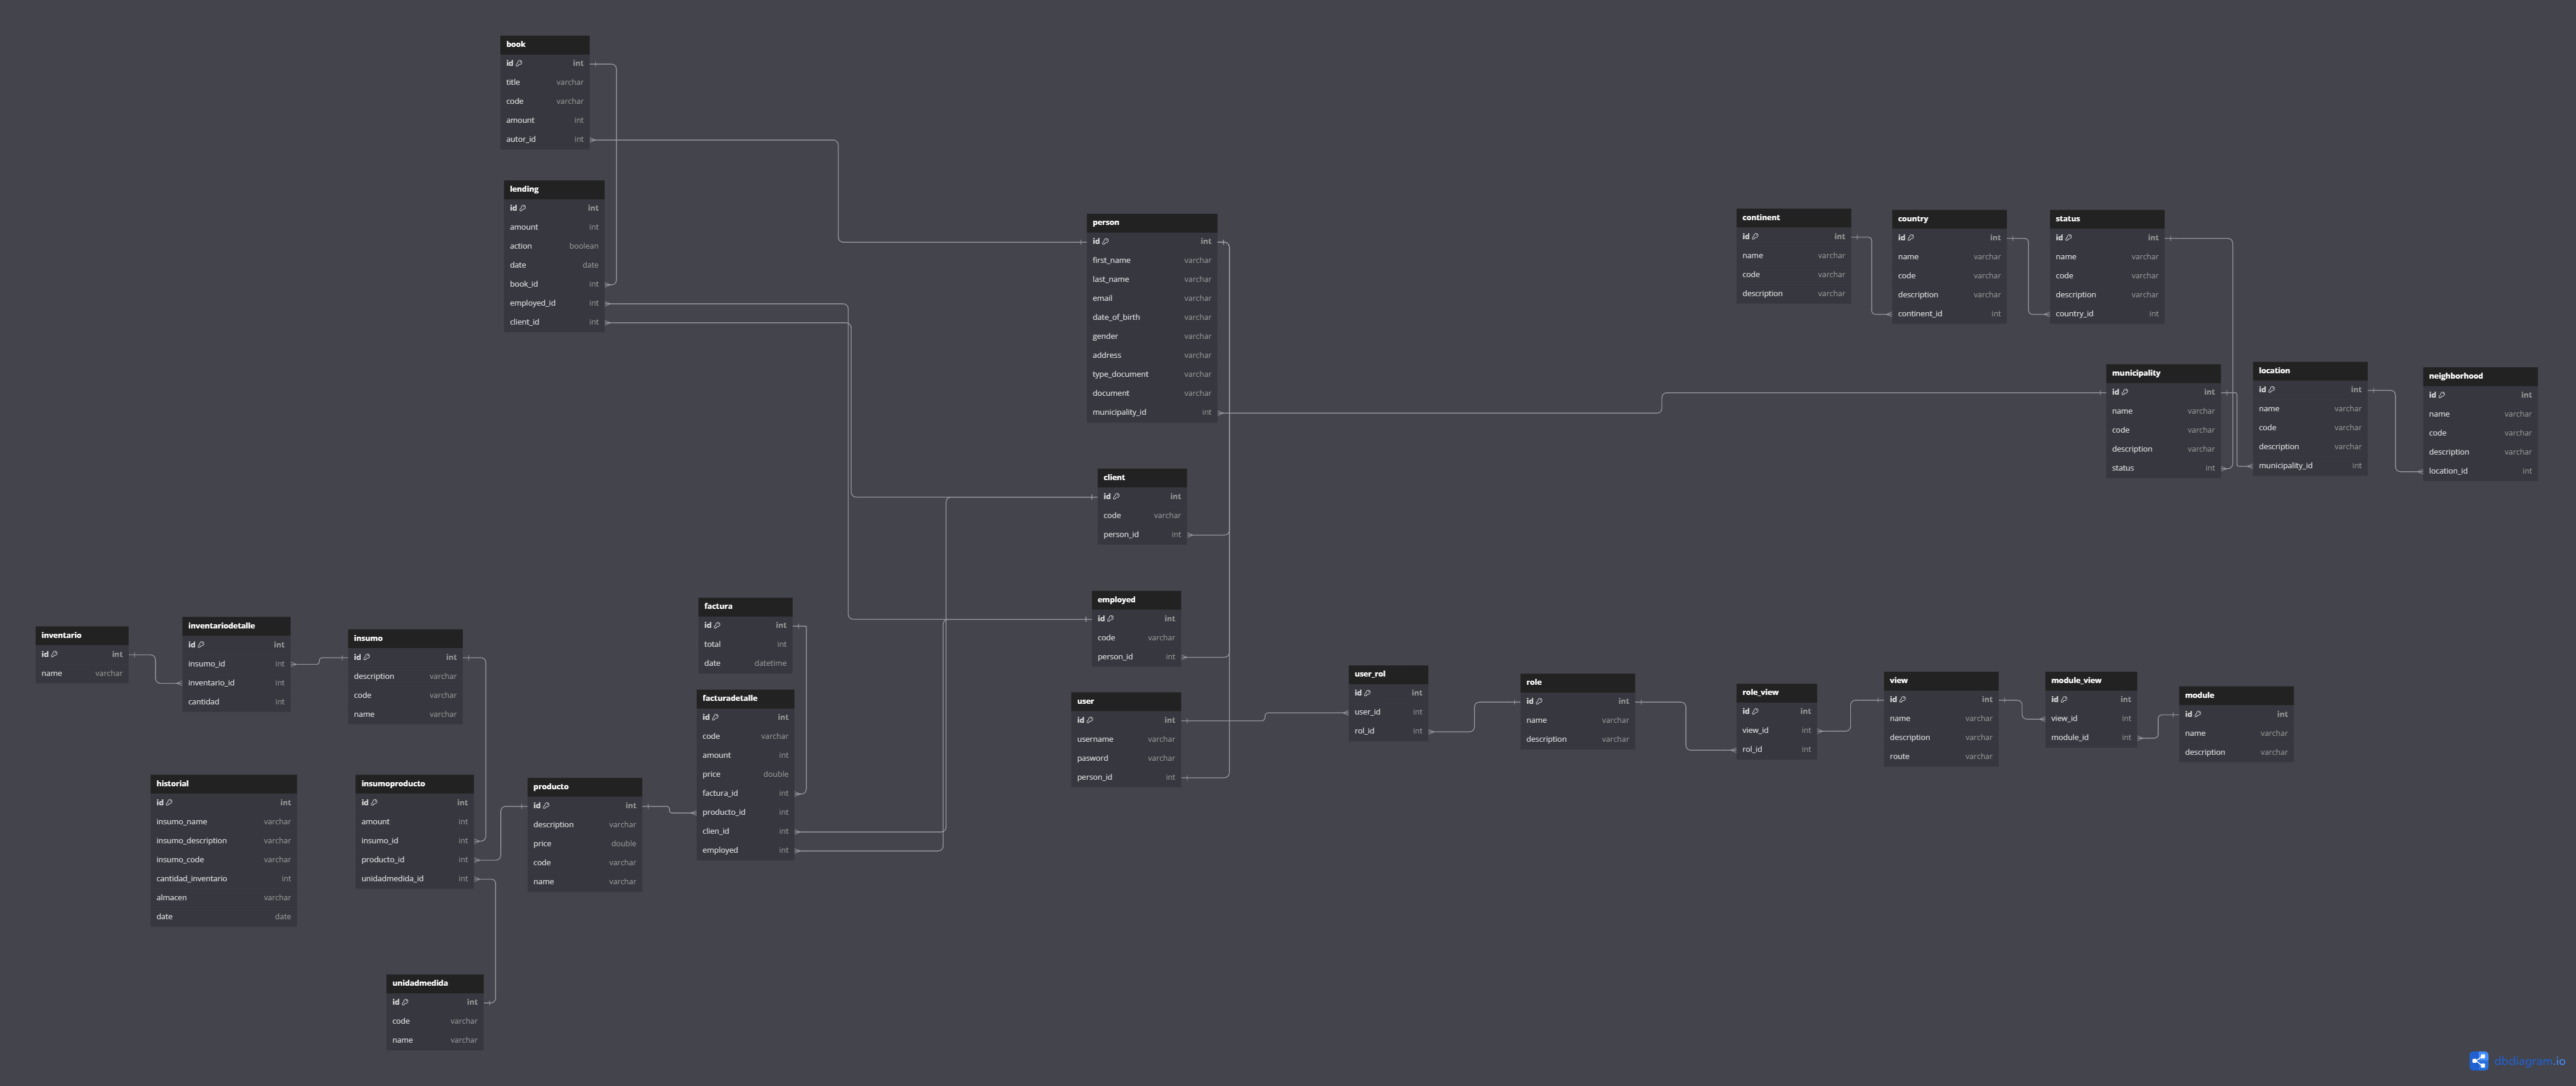 book
id int
title varchar
code varchar
amount int
autor_id int
lending
id int
amount int
action boolean
date date
book_id int
employed_id int
client_id int
person
id int
first_name varchar
last_name varchar
email varchar
date_of_birth varchar
gender varchar
address varchar
type_document varchar
document varchar
municipality_id int
continent
id int
name varchar
code varchar
description varchar
country
id int
name varchar
code varchar
description varchar
continent_id int
status
id int
name varchar
code varchar
description varchar
country_id int
municipality
id int
name varchar
code varchar
description varchar
status int
location
id int
name varchar
code varchar
description varchar
municipality_id int
neighborhood
id int
name varchar
code varchar
description varchar
location_id int
client
id int
code varchar
person_id int
employed
id int
code varchar
person_id int
user
id int
username varchar
pasword varchar
person_id int
user_rol
id int
user_id int
rol_id int
role
id int
name varchar
description varchar
role_view
id int
view_id int
rol_id int
view
id int
name varchar
description varchar
route varchar
module_view
id int
view_id int
module_id int
module
id int
name varchar
description varchar
inventario
id int
name varchar
inventariodetalle
id int
insumo_id int
inventario_id int
cantidad int
insumo
id int
description varchar
code varchar
name varchar
factura
id int
total int
date datetime
facturadetalle
id int
code varchar
amount int
price double
factura_id int
producto_id int
clien_id int
employed int
historial
id int
insumo_name varchar
insumo_description varchar
insumo_code varchar
cantidad_inventario int
almacen varchar
date date
insumoproducto
id int
amount int
insumo_id int
producto_id int
unidadmedida_id int
producto
id int
description varchar
price double
code varchar
name varchar
unidadmedida
id int
code varchar
name varchar
dbdiagram.io